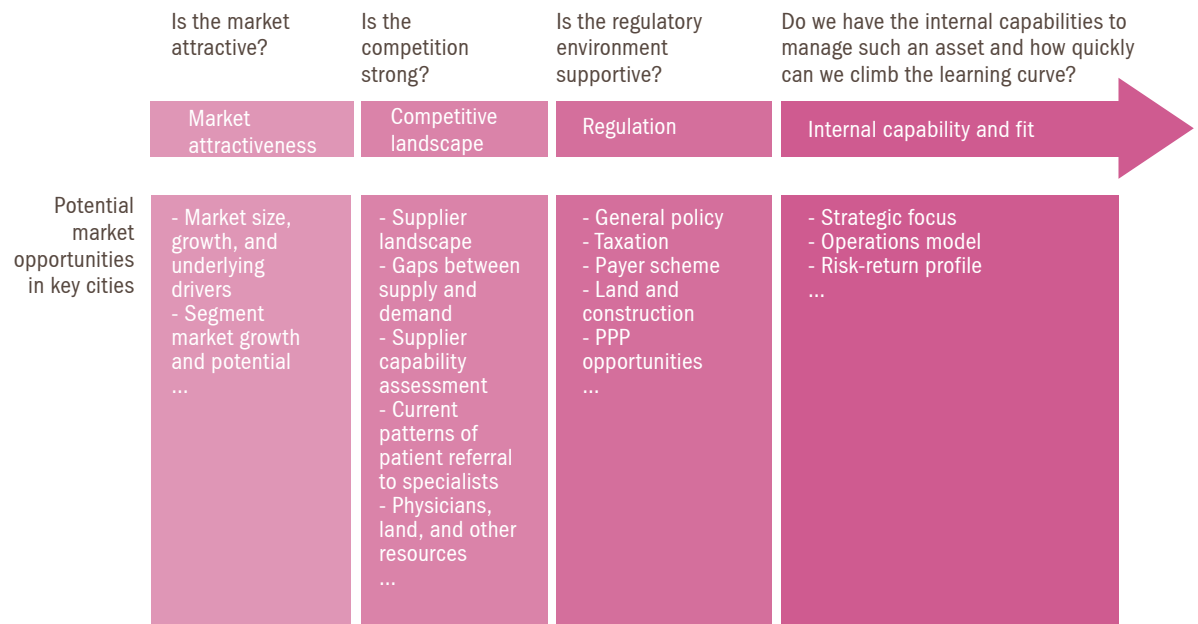 Is the market
attractive?
Is the
competition
strong?
Is the regulatory
environment
supportive?
Do we have the internal capabilities to
manage such an asset and how quickly
can we climb the learning curve?
Market
attractiveness
Competitive
landscape
Regulation
Internal capability and fit
Potential
market
opportunities
in key cities
- Market size,
growth, and
underlying
drivers
- Segment
market growth
and potential
...
- Supplier
landscape
- Gaps between
supply and
demand
- Supplier
capability
assessment
- Current
patterns of
patient referral
to specialists
- Physicians,
land, and other
resources
...
- General policy
- Taxation
- Payer scheme
- Land and
construction
- PPP
opportunities
...
- Strategic focus
- Operations model
- Risk-return profile
...